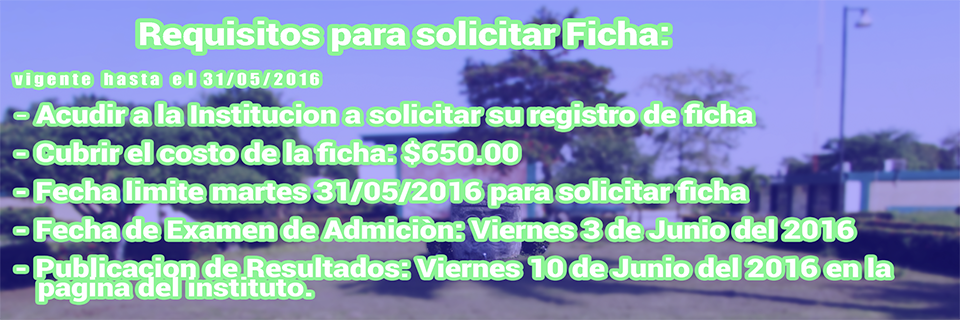 Requisitos para solicitar Ficha:
vigente hasta el 31/05/2016
- Acudir a la Institucion a solicitar su registro de ficha
- Cubrir el costo de la ficha: $650.00
- Fecha limite martes 31/05/2016 para solicitar ficha
- Fecha de Examen de Admiciòn: Viernes 3 de Junio del 2016
- Publicacion de Resultados: Viernes 10 de Junio del 2016 en la
pagina del instituto.